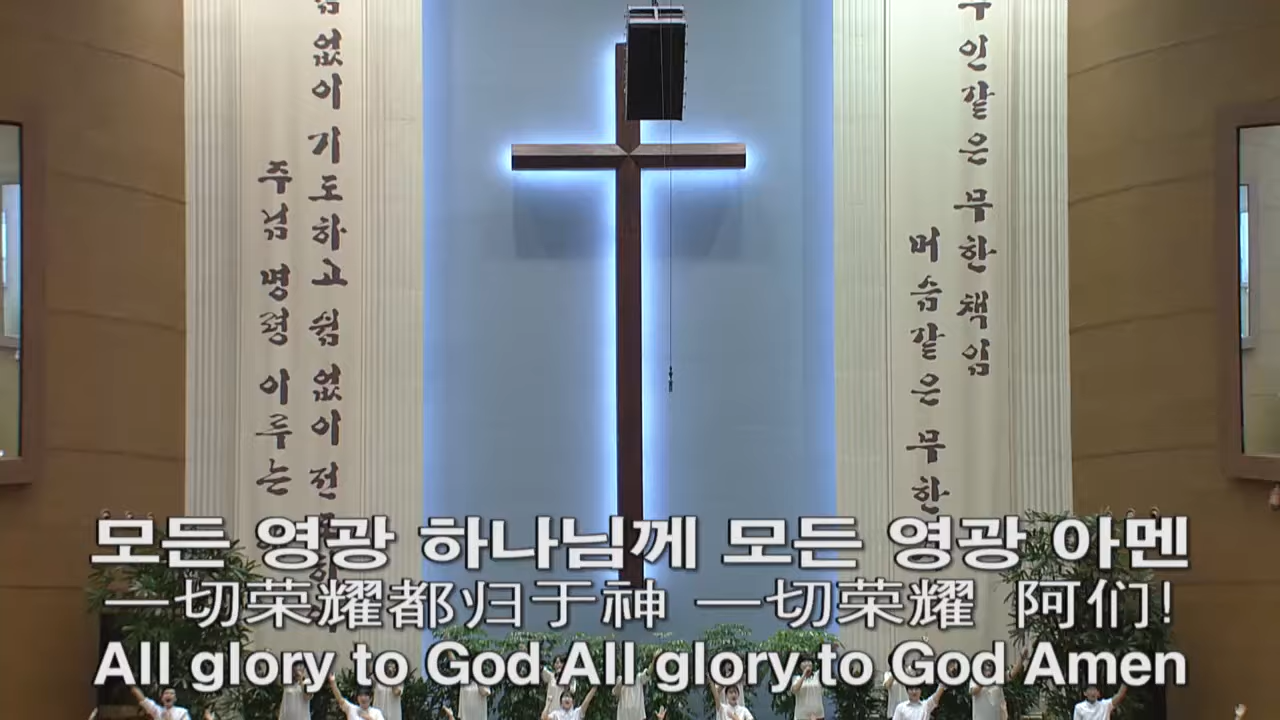 없이 기도하고 쉼 없이
주님 명령 이루는
주인같은 무한 책임
머슴같은 무한
모든 영광 하나님께 모든 영광 아멘
一切荣耀都归于神 一切荣耀 阿们!
All glory to God All glory to God Amen